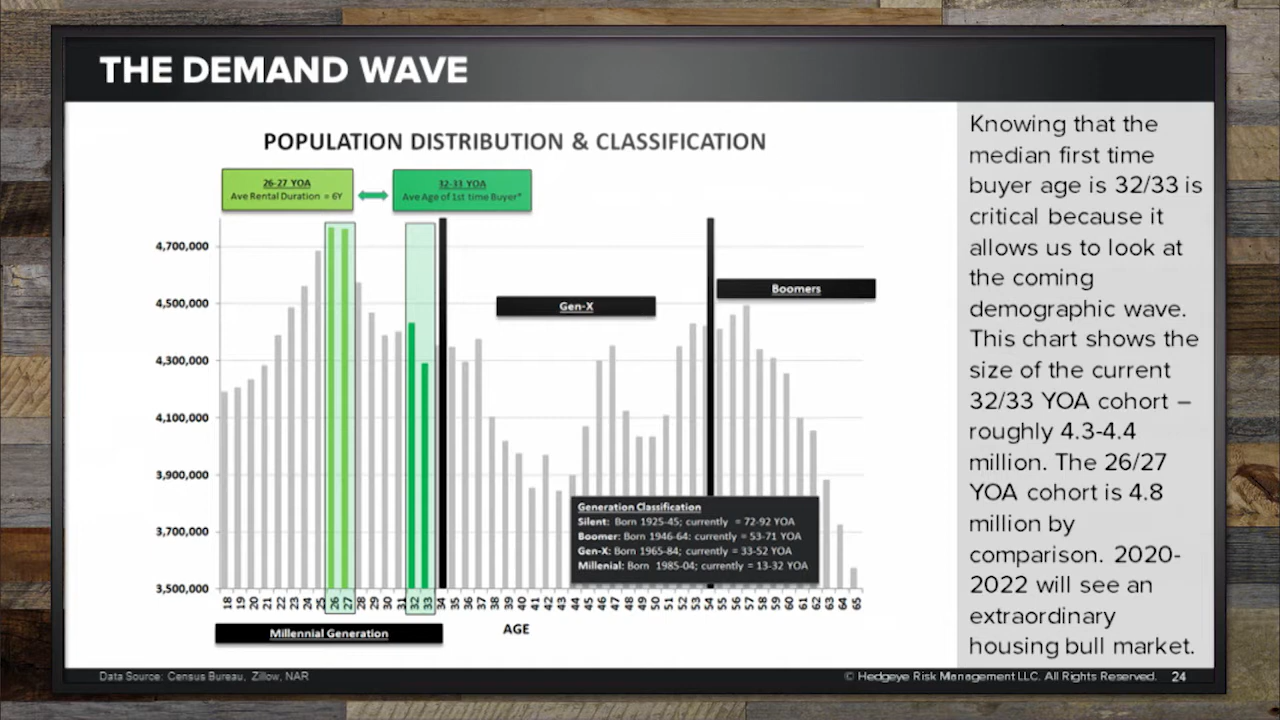 THE DEMAND WAVE
POPULATION DISTRIBUTION & CLASSIFICATION
26-27 YOA
Ave Rental Duration = 6Y
32-33 YOA
Ave Age of 1st time Buyer*
4,700,000
4,500,000
4,300,000
4,100,000
3,900,000
3,700,000
3,500,000
Gen-X
Boomers
Generation Classification
Silent: Born 1925-45; currently = 72-92 YOA
Boomer: Born 1946-64: currently = 53-71 YOA
Gen-X: Born 1965-84; currently = 33-52 YOA
Millenial: Born 1985-04; currently = 13-32 YOA
18 19 20 21 22 23 24 25 26 27 28 29 30 31 32 33 34 35 36 37 38 39 40 41 42 43 44 45 46 47 48 49 50 51 52 53 54 55 56 57 58 59 60 61 62 63 64 65
Millennial Generation
AGE
Knowing that the
median first time
buyer age is 32/33 is
critical because it
allows us to look at
the coming
demographic wave.
This chart shows the
size of the current
32/33 YOA cohort –
roughly 4.3-4.4
million. The 26/27
YOA cohort is 4.8
million by
comparison. 2020-
2022 will see an
extraordinary
housing bull market.
Data Source: Census Bureau, Zillow, NAR
© Hedgeye Risk Management LLC. All Rights Reserved. 24